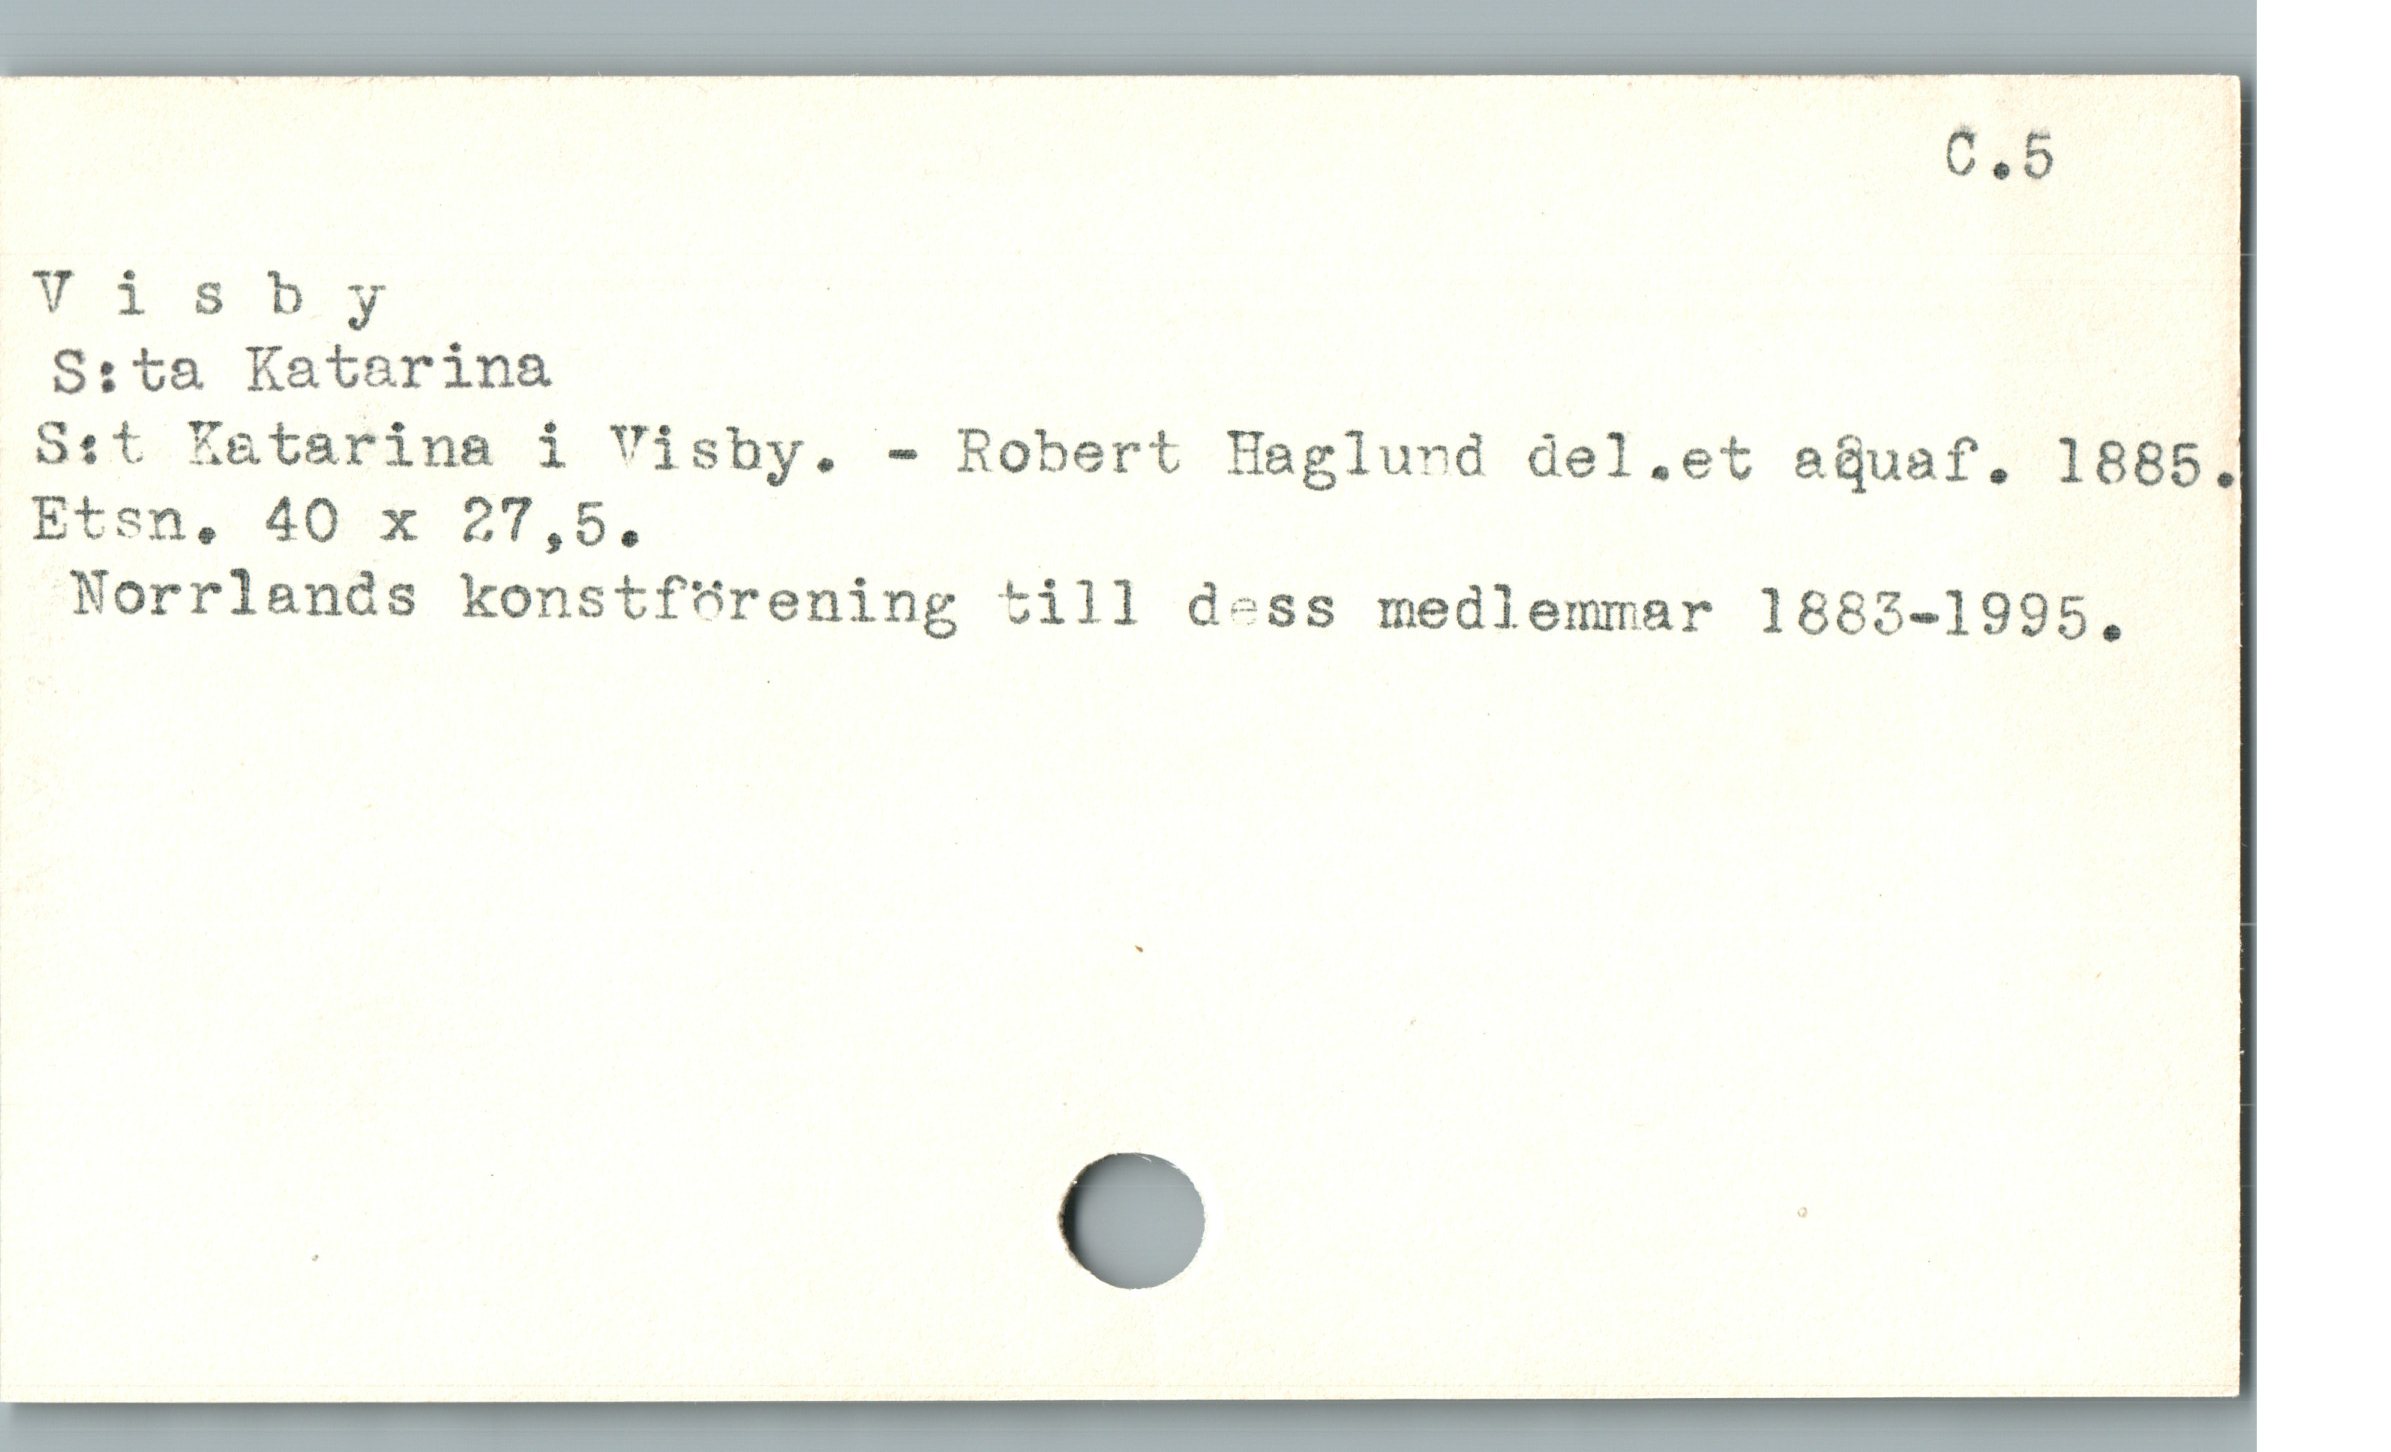 C.5
V i s b y
S:ta Katarina
S:t Katarina i Visby. - Robert Haglund del.et aquaf. 1885.
Etsn. 40 x 27,5.
Norrlands konstförening till dess medlemmar 1883-1995.